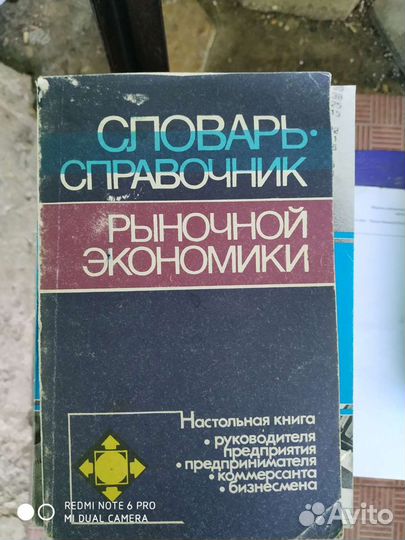 СЛОВАРЬ·
СПРАВОЧНИК
РЫНОЧНОЙ
ЭКОНОМИКИ
Настольная книга
• руководителя
предприятия
• предпринимателя
• коммерсанта
• бизнесмена
REDMI NOTE 6 PRO
MI DUAL CAMERA
Avito